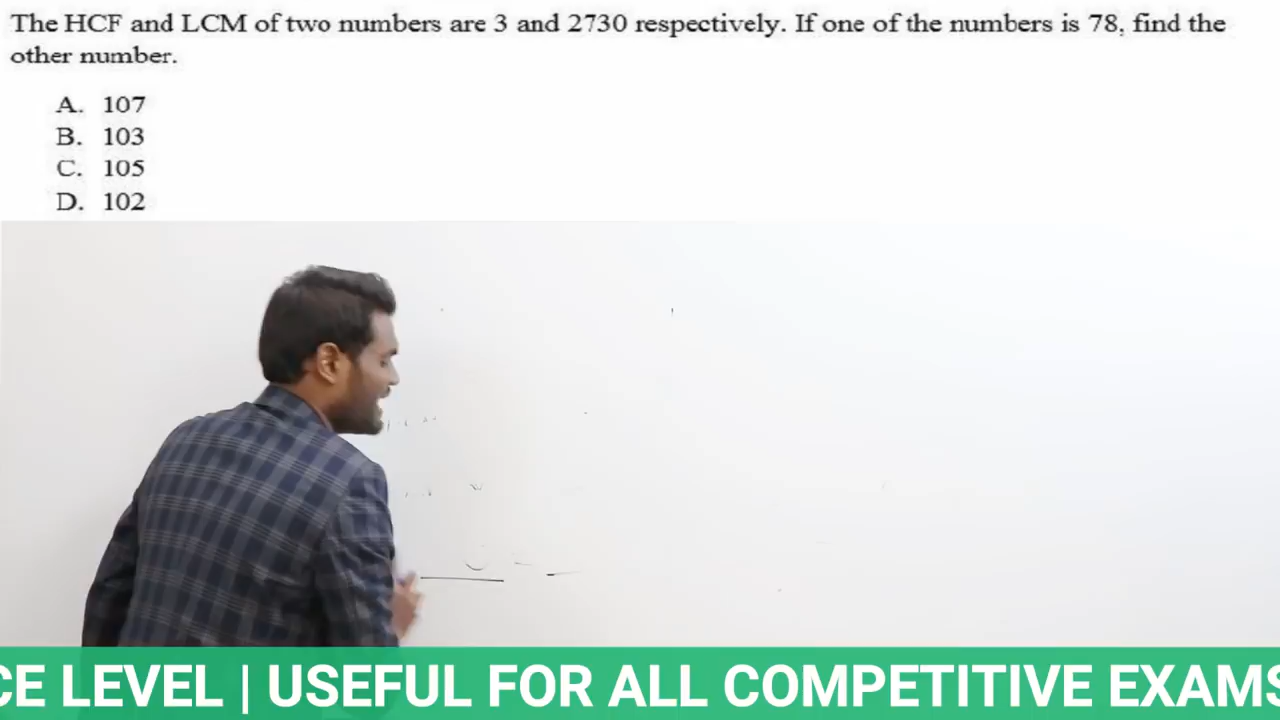 The HCF and LCM of two numbers are 3 and 2730 respectively. If one of the numbers is 78, find the
other number.
A. 107
B. 103
C. 105
D. 102
CE LEVEL | USEFUL FOR ALL COMPETITIVE EXAMS